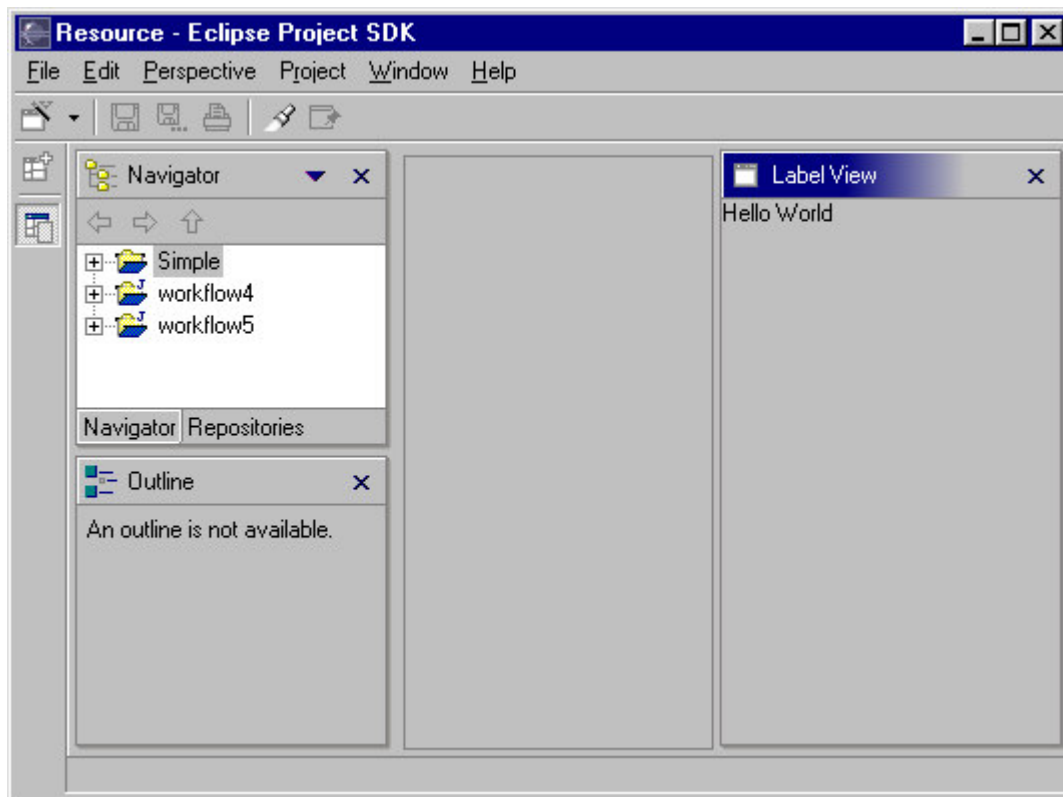 Resource - Eclipse Project SDK
File Edit Perspective Project Window Help
Navigator
Simple
workflow4
workflow5
Navigator Repositories
Outline
An outline is not available.
Label View
Hello World